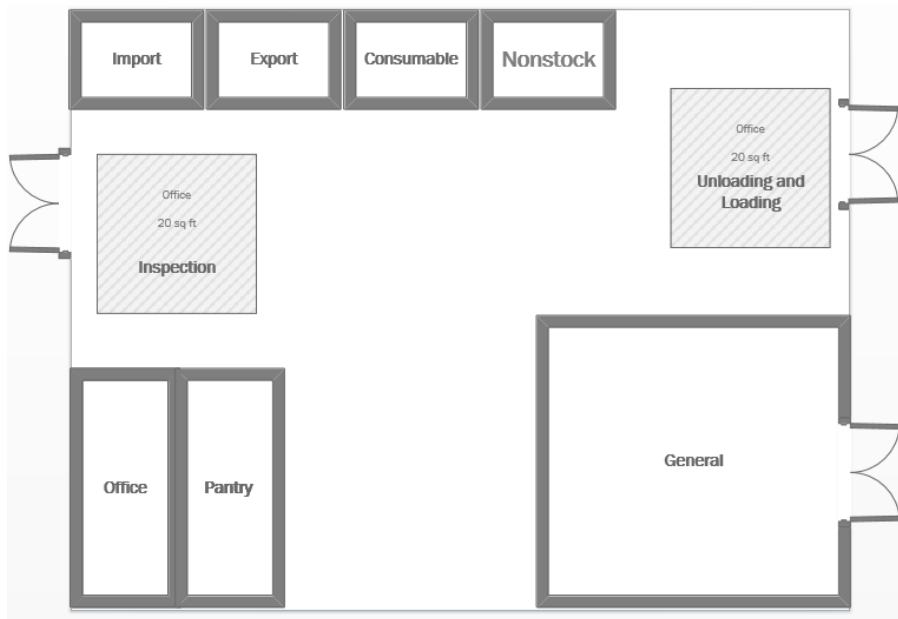 Import
Export
Consumable
Nonstock
Office
20 sq ft
Unloading and
Loading
Office
20 sq ft
Inspection
Office
Pantry
General